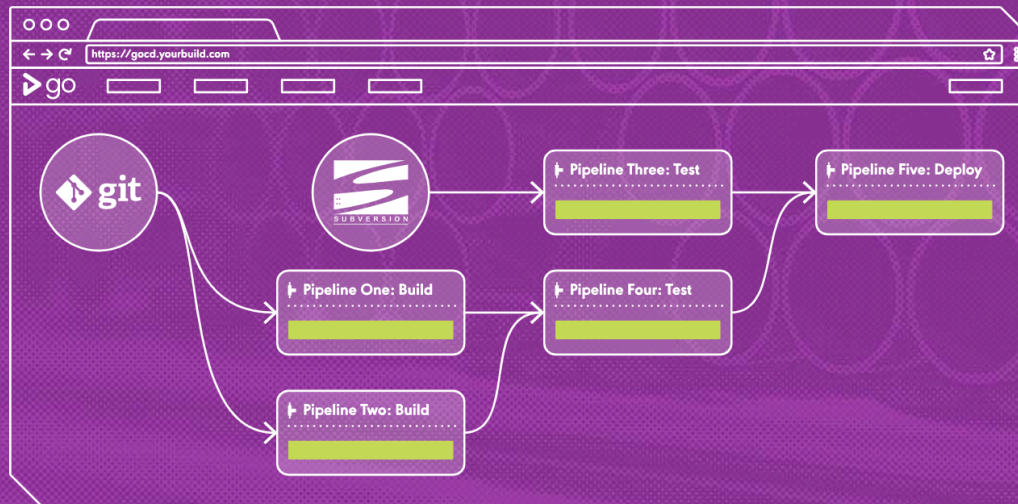 https://gocd.yourbuild.com
go
git
SUBVERSION
Pipeline Three: Test
Pipeline Five: Deploy
Pipeline One: Build
Pipeline Four: Test
Pipeline Two: Build